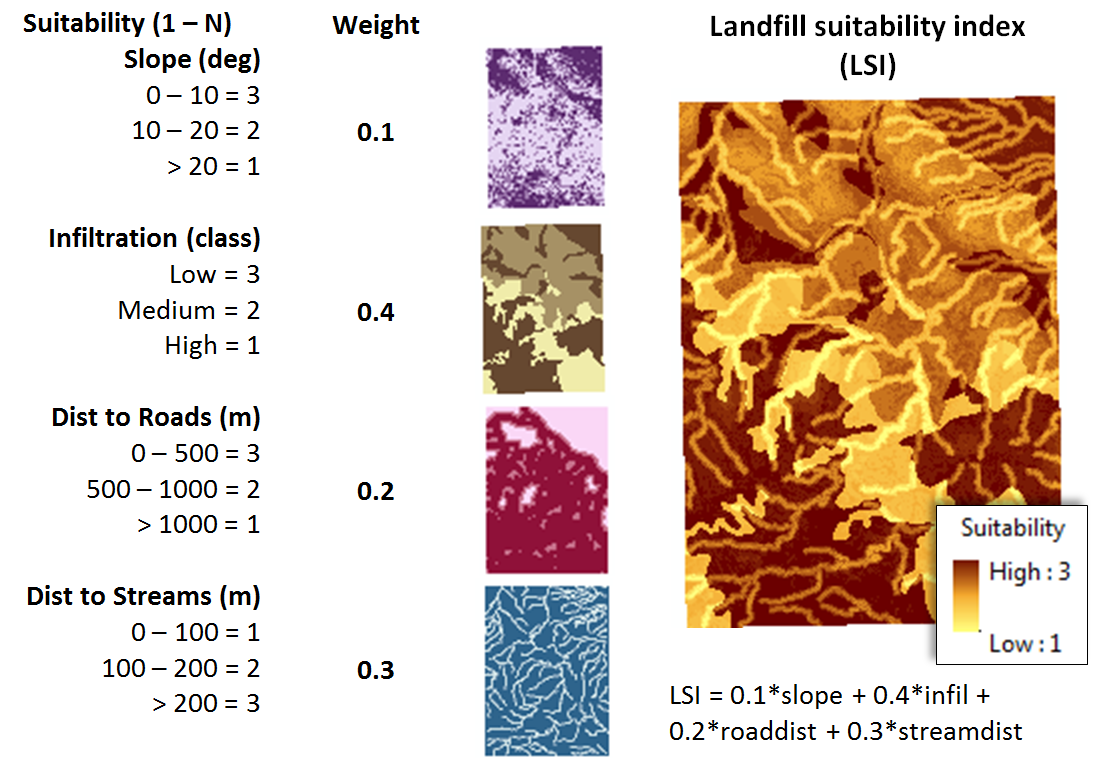 Suitability (1 – N)
Weight
Slope (deg)
0 – 10 = 3
10 – 20 = 2
> 20 = 1
0.1
Infiltration (class)
Low = 3
Medium = 2
High = 1
0.4
Dist to Roads (m)
0 – 500 = 3
500 – 1000 = 2
> 1000 = 1
0.2
Dist to Streams (m)
0 – 100 = 1
100 – 200 = 2
> 200 = 3
0.3
Landfill suitability index
(LSI)
Suitability
High : 3
Low : 1
LSI = 0.1*slope + 0.4*infil +
0.2*roaddist + 0.3*streamdist